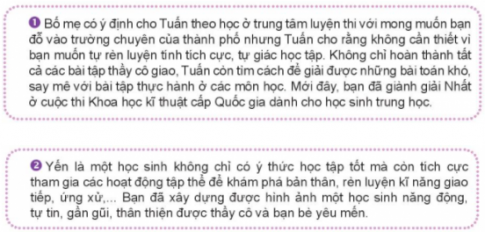 ❶ Bố mẹ có ý định cho Tuấn theo học ở trung tâm luyện thi với mong muốn bạn
đỗ vào trường chuyên của thành phố nhưng Tuấn cho rằng không cần thiết vì
bạn muốn tự rèn luyện tính tích cực, tự giác học tập. Không chỉ hoàn thành tất
cả các bài tập thầy cô giao, Tuấn còn tìm cách để giải được những bài toán khó,
say mê với bài tập thực hành ở các môn học. Mới đây, bạn đã giành giải Nhất
ở cuộc thi Khoa học kĩ thuật cấp Quốc gia dành cho học sinh trung học.
❷ Yến là một học sinh không chỉ có ý thức học tập tốt mà còn tích cực
tham gia các hoạt động tập thể để khám phá bản thân, rèn luyện kĩ năng giao
tiếp, ứng xử,... Bạn đã xây dựng được hình ảnh một học sinh năng động,
tự tin, gần gũi, thân thiện được thầy cô và bạn bè yêu mến.